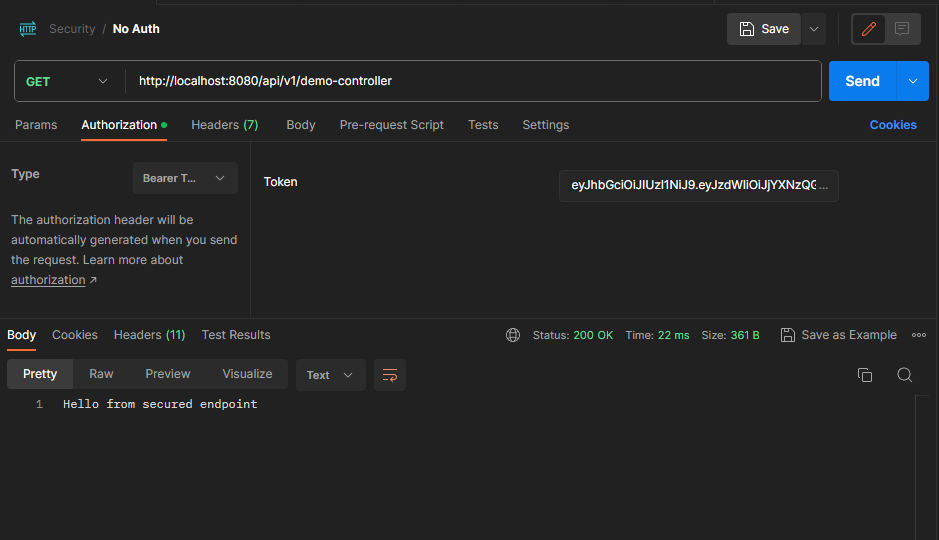 HTTP Security / No Auth Save
GET http://localhost:8080/api/v1/demo-controller Send
Params Authorization Headers (7) Body Pre-request Script Tests Settings Cookies
Type Bearer T... Token eyJhbGciOiJIUzI1NiJ9.eyJzdWIiOiJjYXNzQG ...
The authorization header will be
automatically generated when you send
the request. Learn more about
authorization ↗
Body Cookies Headers (11) Test Results Status: 200 OK Time: 22 ms Size: 361 B Save as Example
Pretty Raw Preview Visualize Text
1 Hello from secured endpoint